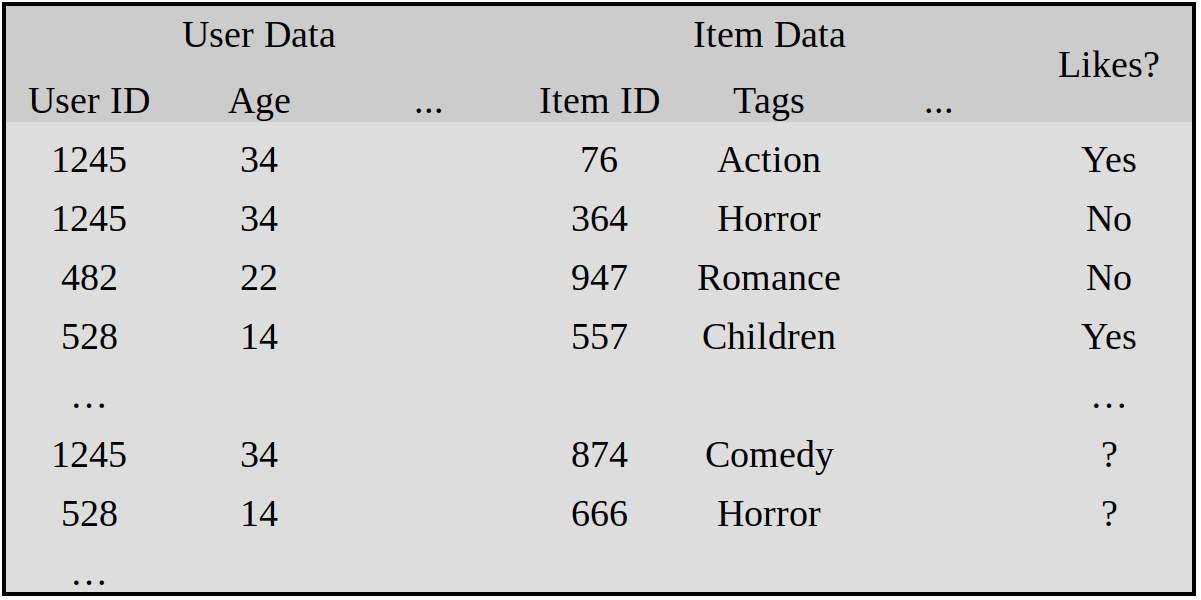 User Data Item Data
Likes?
User ID Age ... Item ID Tags ...
1245 34 76 Action Yes
1245 34 364 Horror No
482 22 947 Romance No
528 14 557 Children Yes
... ...
1245 34 874 Comedy ?
528 14 666 Horror ?
...